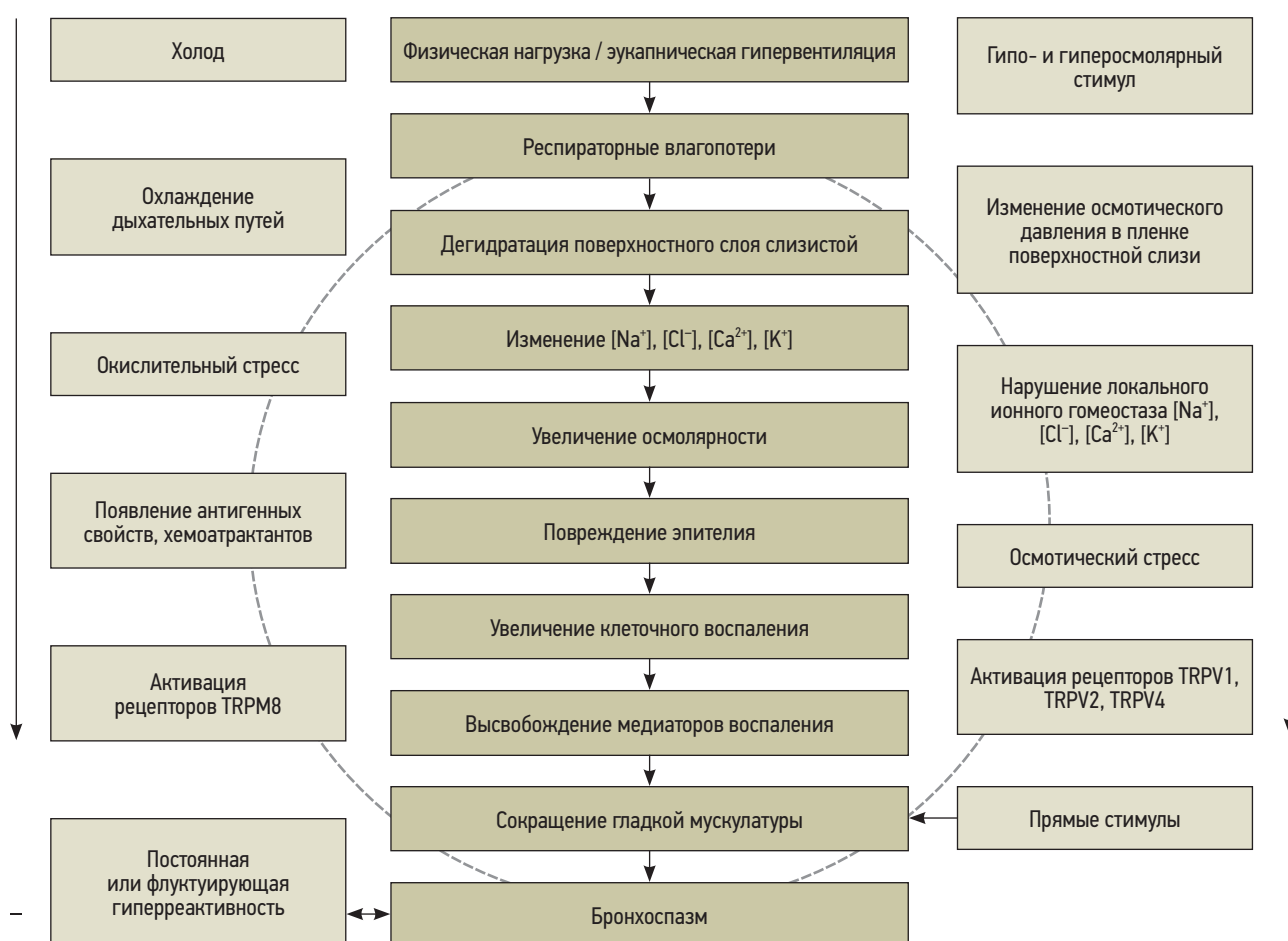 Холод
Охлаждение
дыхательных путей
Окислительный стресс
Появление антигенных
свойств, хемоатрактантов
Активация
рецепторов TRPM8
Постоянная
или флуктуирующая
гиперреактивность
–
Физическая нагрузка / эукапническая гипервентиляция
Респираторные влагопотери
Дегидратация поверхностного слоя слизистой
Изменение [Na⁺], [Cl⁻], [Ca²⁺], [K⁺]
Увеличение осмолярности
Повреждение эпителия
Увеличение клеточного воспаления
Высвобождение медиаторов воспаления
Сокращение гладкой мускулатуры
Бронхоспазм
Гипо- и гиперосмолярный
стимул
Изменение осмотического
давления в пленке
поверхностной слизи
Нарушение локального
ионного гомеостаза [Na⁺],
[Cl⁻], [Ca²⁺], [K⁺]
Осмотический стресс
Активация рецепторов TRPV1,
TRPV2, TRPV4
Прямые стимулы